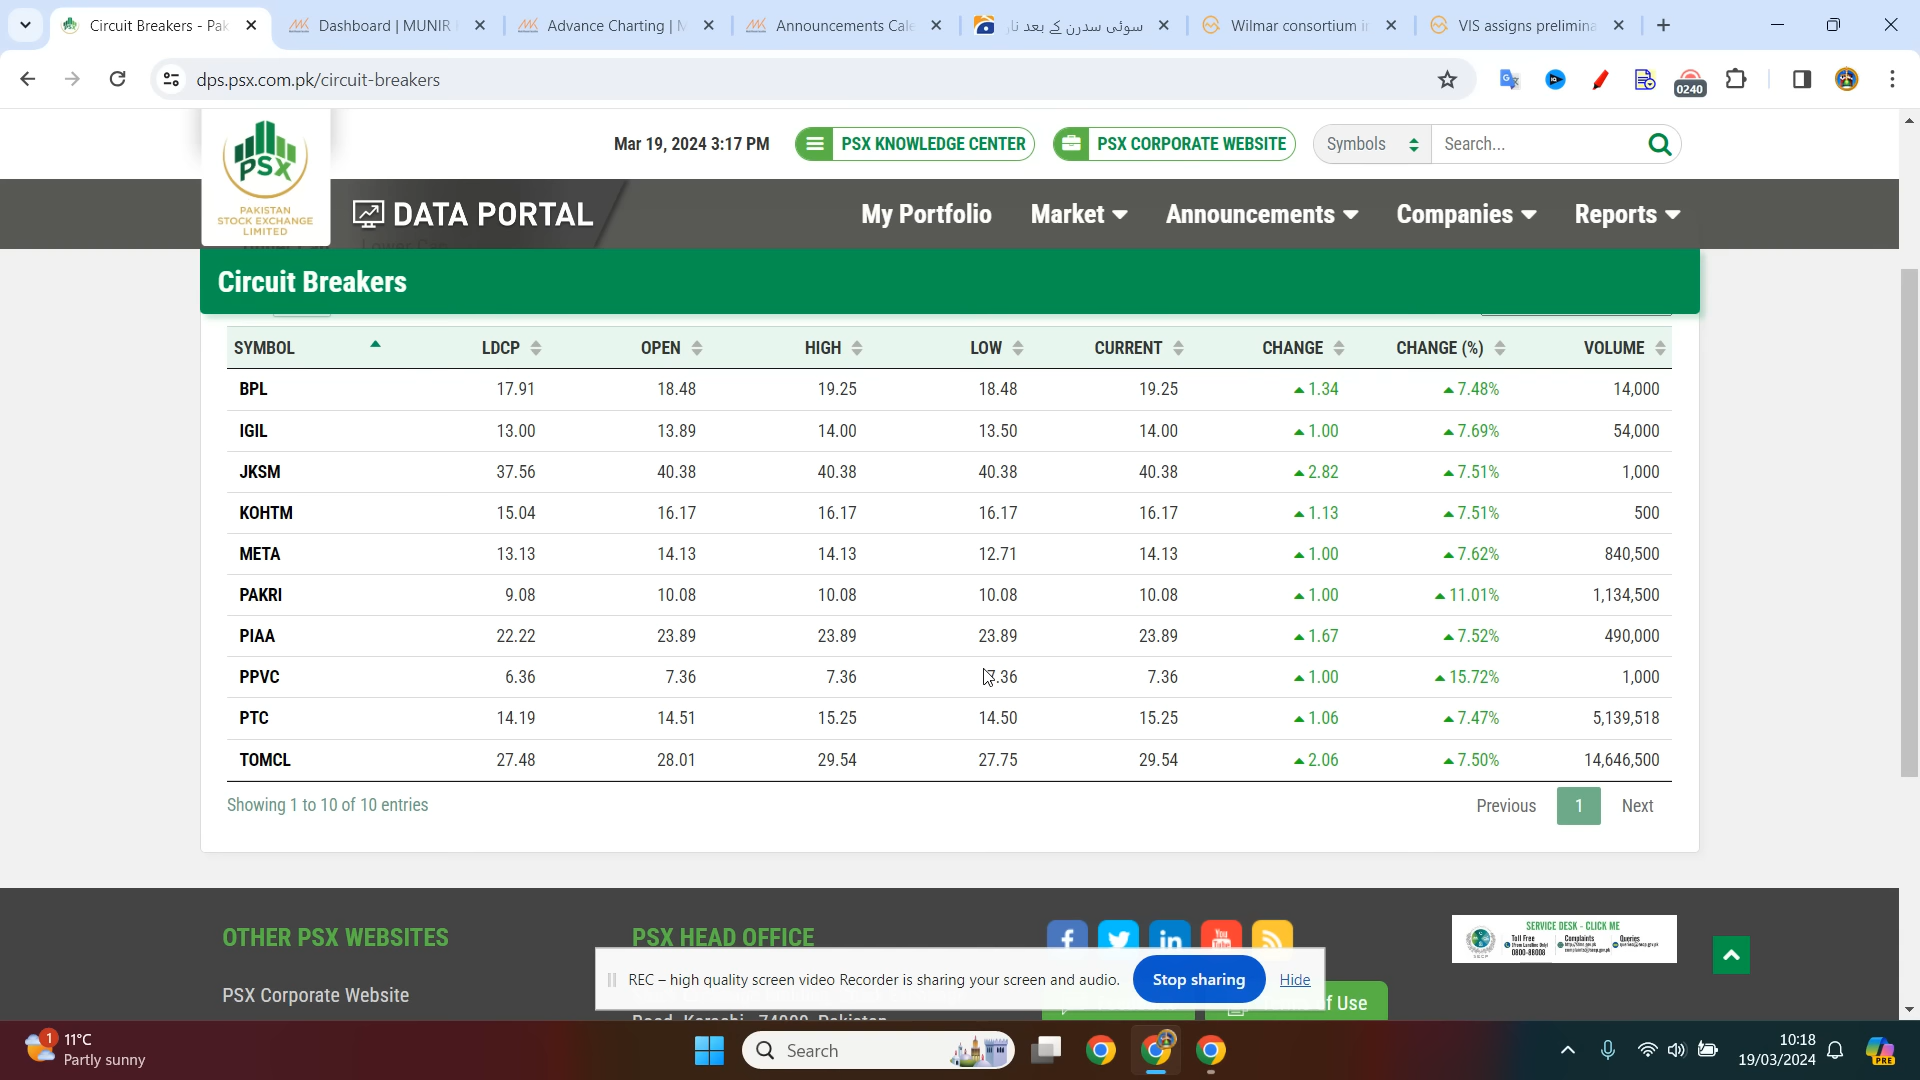 Circuit Breakers - Pak
Dashboard | MUNIR
Advance Charting | M
Announcements Cale
سوئی سدرن کے بعد نار
Wilmar consortium in
VIS assigns prelimina
dps.psx.com.pk/circuit-breakers
0240
PSX
PAKISTAN
STOCK EXCHANGE
LIMITED
Mar 19, 2024 3:17 PM
PSX KNOWLEDGE CENTER
PSX CORPORATE WEBSITE
Symbols
Search...
DATA PORTAL
My Portfolio
Market
Announcements
Companies
Reports
Circuit Breakers
SYMBOL LDCP OPEN HIGH LOW CURRENT CHANGE CHANGE (%) VOLUME
BPL 17.91 18.48 19.25 18.48 19.25 1.34 7.48% 14,000
IGIL 13.00 13.89 14.00 13.50 14.00 1.00 7.69% 54,000
JKSM 37.56 40.38 40.38 40.38 40.38 2.82 7.51% 1,000
KOHTM 15.04 16.17 16.17 16.17 16.17 1.13 7.51% 500
META 13.13 14.13 14.13 12.71 14.13 1.00 7.62% 840,500
PAKRI 9.08 10.08 10.08 10.08 10.08 1.00 11.01% 1,134,500
PIAA 22.22 23.89 23.89 23.89 23.89 1.67 7.52% 490,000
PPVC 6.36 7.36 7.36 7.36 7.36 1.00 15.72% 1,000
PTC 14.19 14.51 15.25 14.50 15.25 1.06 7.47% 5,139,518
TOMCL 27.48 28.01 29.54 27.75 29.54 2.06 7.50% 14,646,500
Showing 1 to 10 of 10 entries
Previous 1 Next
OTHER PSX WEBSITES
PSX Corporate Website
PSX HEAD OFFICE
SERVICE DESK - CLICK ME
Toll Free
0800-88008
Complaints
Queries
SECP
REC – high quality screen video Recorder is sharing your screen and audio.
Stop sharing
Hide
f Use
1
11°C
Partly sunny
Search
10:18
19/03/2024
PRE